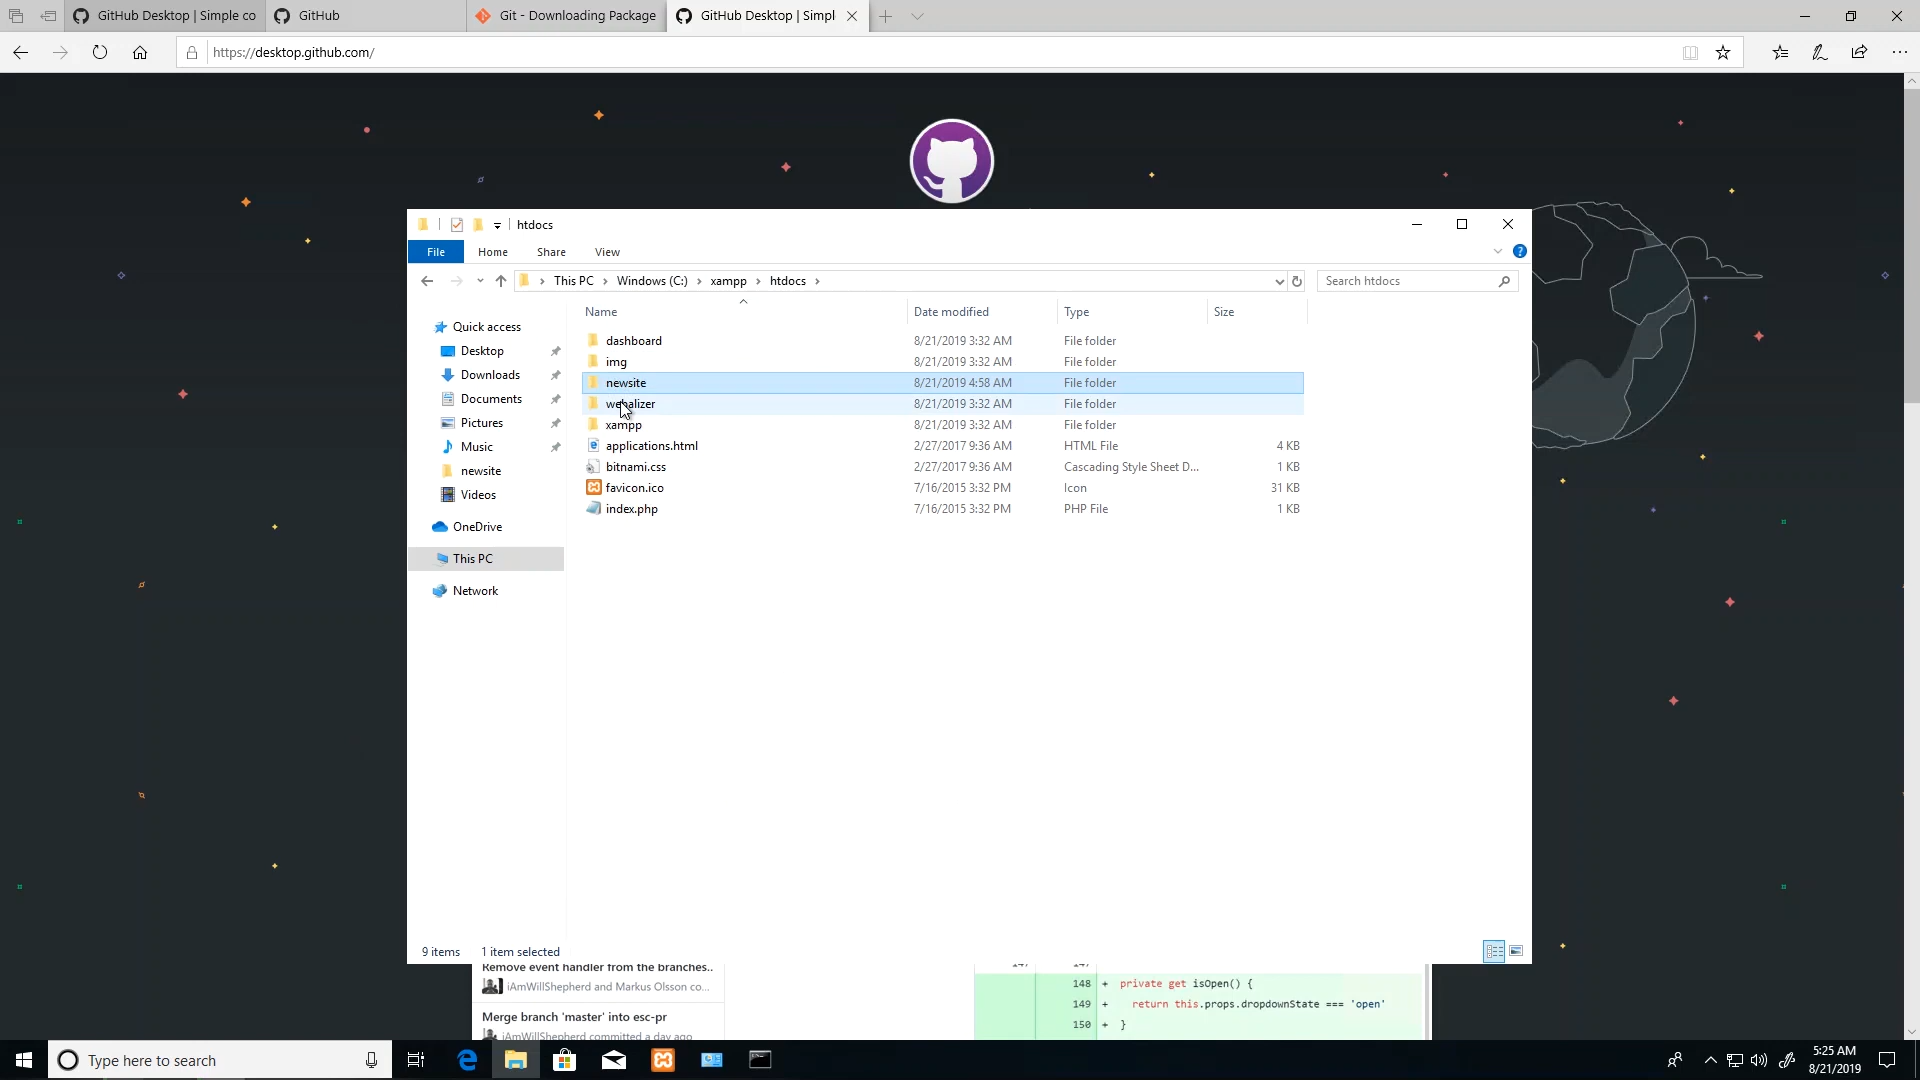 GitHub Desktop | Simple co
GitHub
Git - Downloading Package
GitHub Desktop | Simpl
https://desktop.github.com/
htdocs
File Home Share View
This PC > Windows (C:) > xampp > htdocs >
Search htdocs
Name Date modified Type Size
Quick access
Desktop
Downloads
Documents
Pictures
Music
newsite
Videos
OneDrive
This PC
Network
dashboard 8/21/2019 3:32 AM File folder
img 8/21/2019 3:32 AM File folder
newsite 8/21/2019 4:58 AM File folder
webalizer 8/21/2019 3:32 AM File folder
xampp 8/21/2019 3:32 AM File folder
applications.html 2/27/2017 9:36 AM HTML File 4 KB
bitnami.css 2/27/2017 9:36 AM Cascading Style Sheet D... 1 KB
favicon.ico 7/16/2015 3:32 PM Icon 31 KB
index.php 7/16/2015 3:32 PM PHP File 1 KB
9 items 1 item selected
Remove event handler from the branches..
iAmWillShepherd and Markus Olsson co...
Merge branch 'master' into esc-pr
iAmWillShepherd committed a day ago
147 147
148 + private get isOpen() {
149 + return this.props.dropdownState === 'open'
150 + }
Type here to search
5:25 AM
8/21/2019